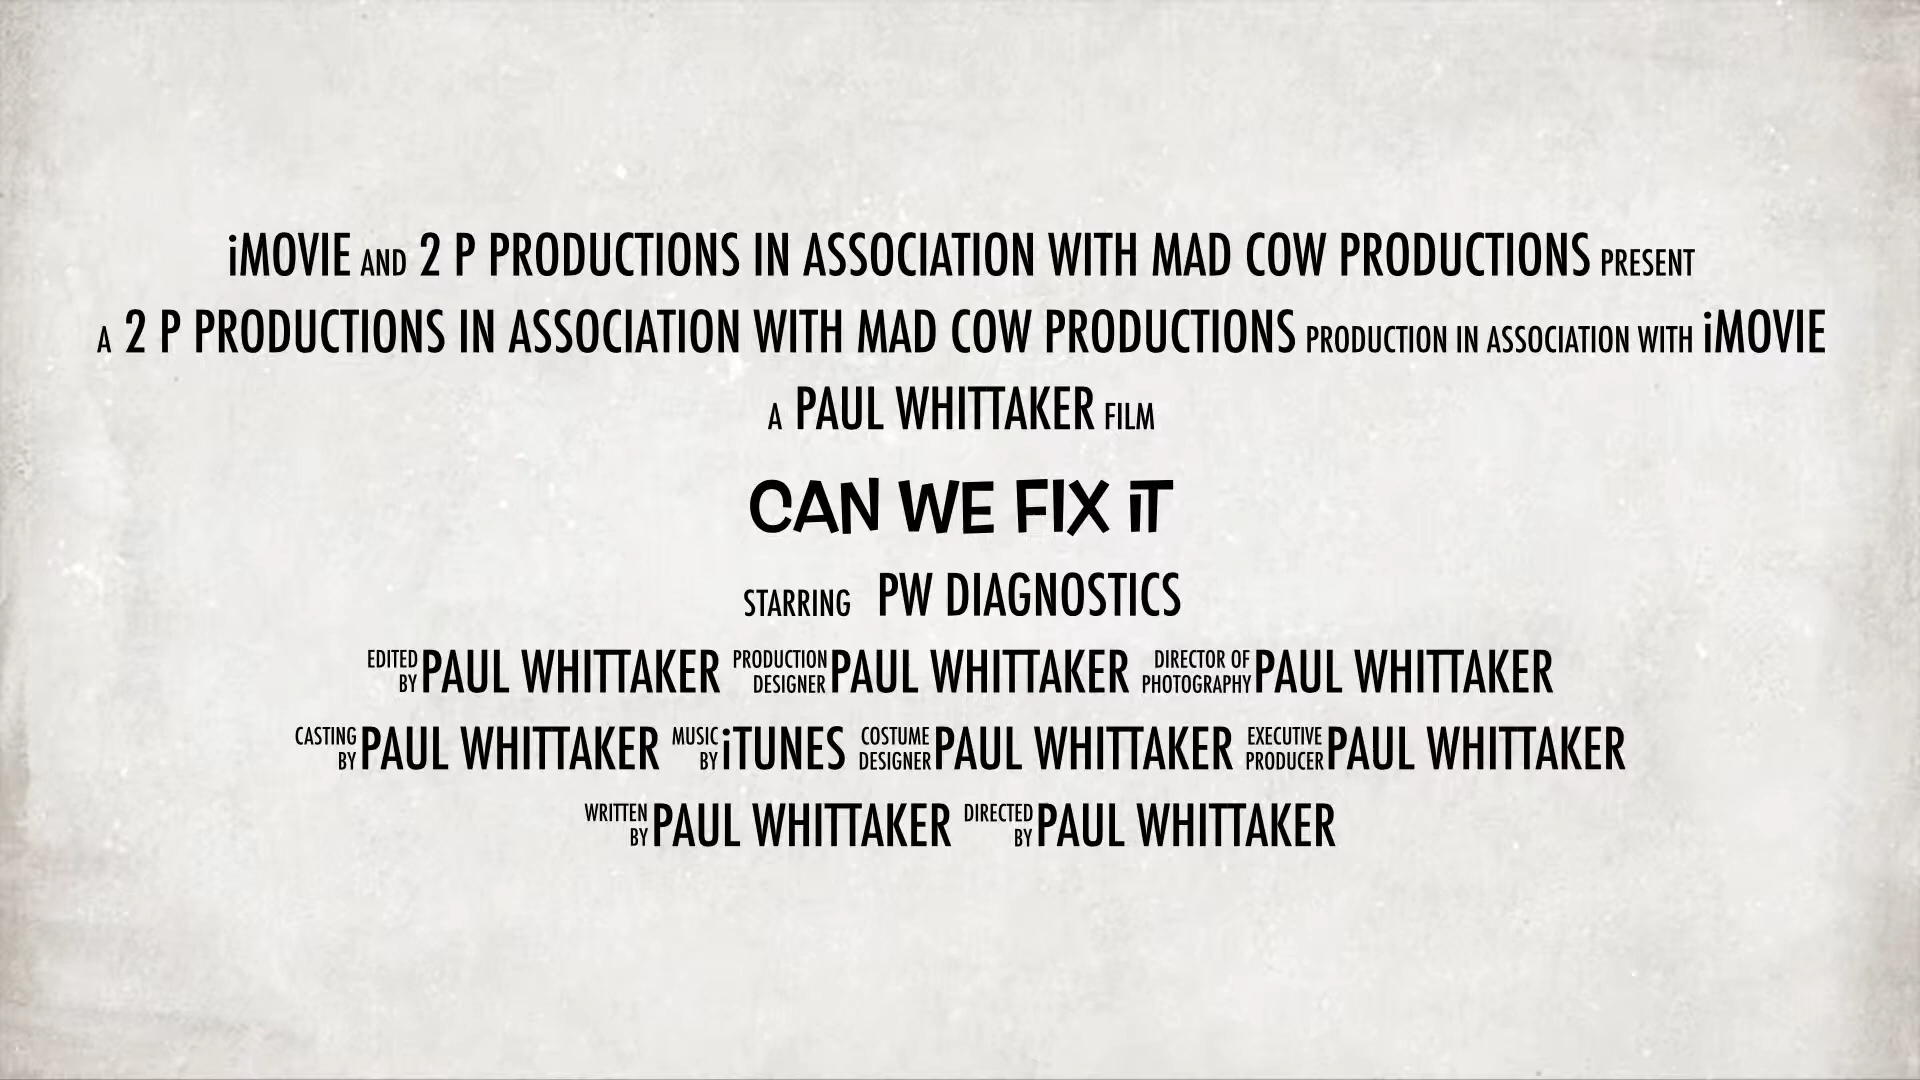 iMOVIE AND 2 P PRODUCTIONS IN ASSOCIATION WITH MAD COW PRODUCTIONS PRESENT
A 2 P PRODUCTIONS IN ASSOCIATION WITH MAD COW PRODUCTIONS PRODUCTION IN ASSOCIATION WITH iMOVIE
A PAUL WHITTAKER FILM
CAN WE FIX iT
STARRING PW DIAGNOSTICS
EDITED BY PAUL WHITTAKER PRODUCTION DESIGNER PAUL WHITTAKER DIRECTOR OF PHOTOGRAPHY PAUL WHITTAKER
CASTING BY PAUL WHITTAKER MUSIC BY iTUNES COSTUME DESIGNER PAUL WHITTAKER EXECUTIVE PRODUCER PAUL WHITTAKER
WRITTEN BY PAUL WHITTAKER DIRECTED BY PAUL WHITTAKER